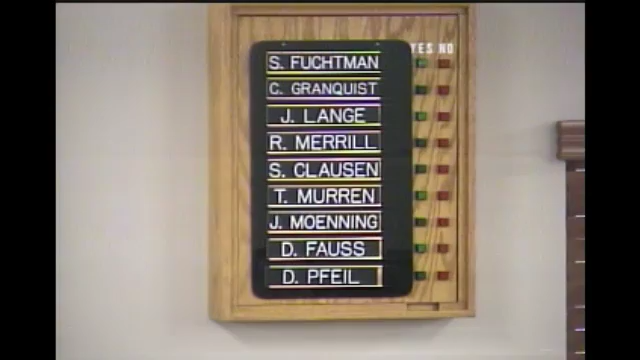 YES NO
S. FUCHTMAN
C. GRANQUIST
J. LANGE
R. MERRILL
S. CLAUSEN
T. MURREN
J. MOENNING
D. FAUSS
D. PFEIL